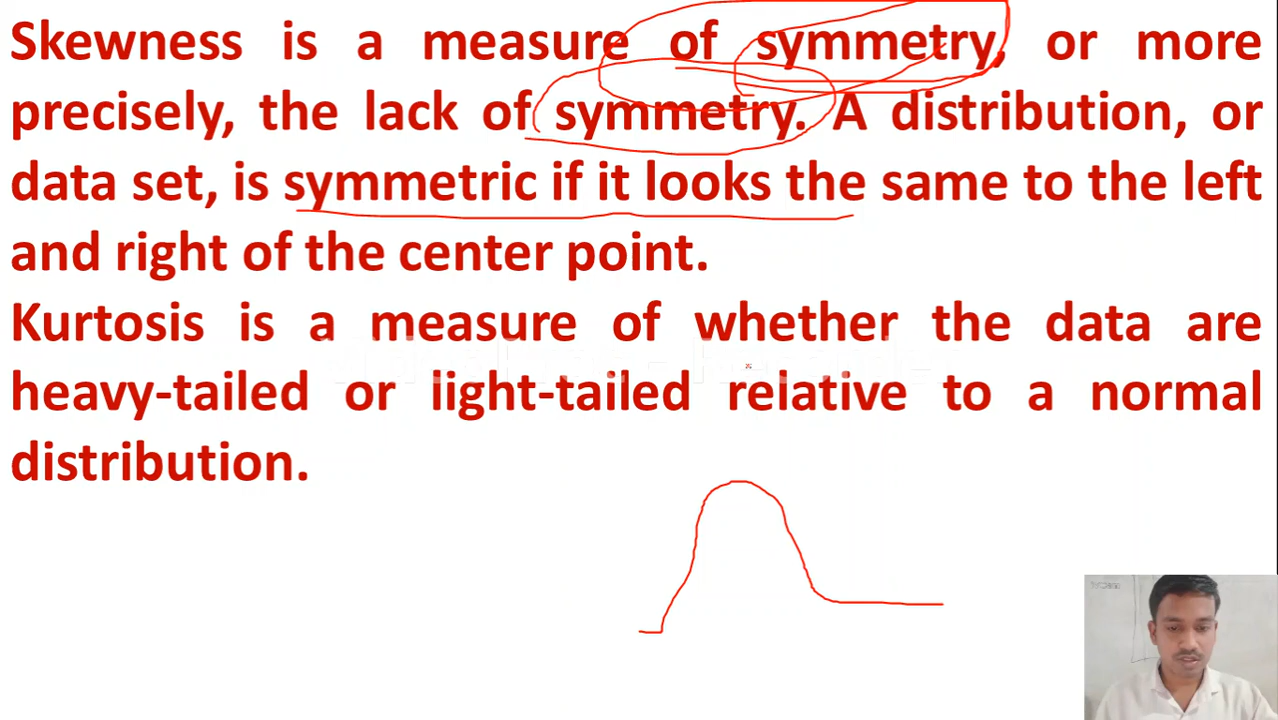 Skewness is a measure of symmetry, or more
precisely, the lack of symmetry. A distribution, or
data set, is symmetric if it looks the same to the left
and right of the center point.
Kurtosis is a measure of whether the data are
heavy-tailed or light-tailed relative to a normal
distribution.